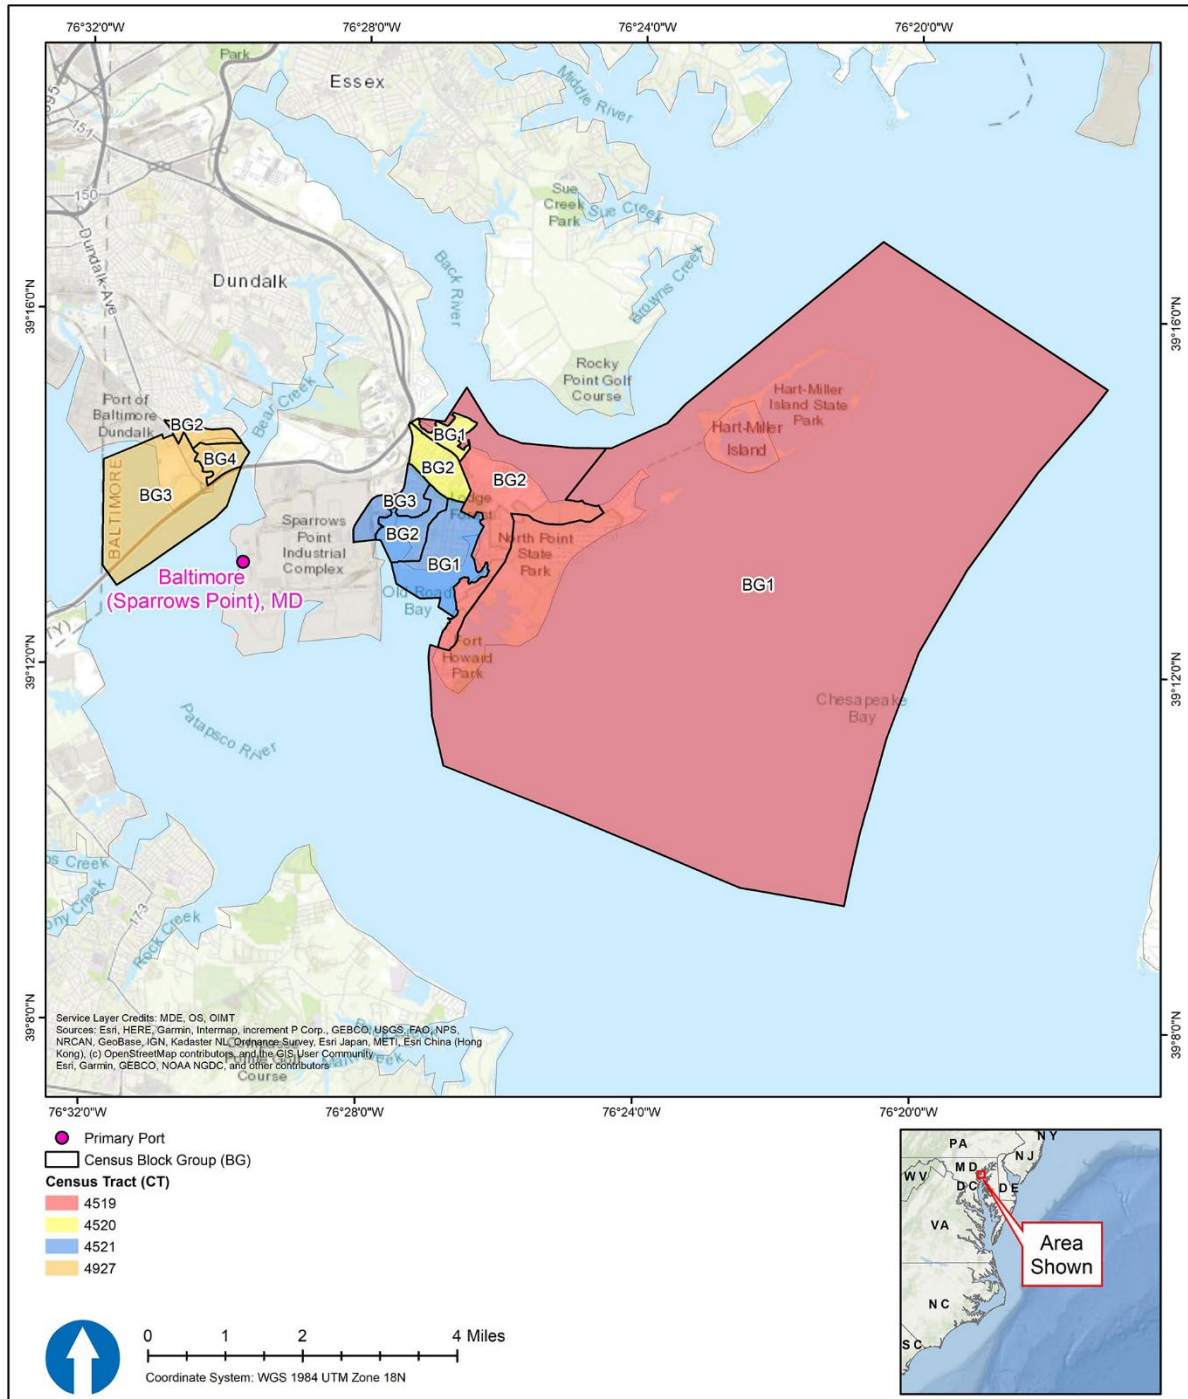 76°32'0"W
76°28'0"W
76°24'0"W
76°20'0"W
Park
Essex
Middle River
695
151
150
Dundalk Ave
Sue
Creek
Park
Sue Creek
Dundalk
Back River
Browns Creek
39°16'0"N
39°16'0"N
Rocky
Point Golf
Course
Port of
Baltimore
Dundalk
Bear Creek
Hart-Miller
Island State
Park
Hart-Miller
Island
BG2
BG4
BG3
BALTIMORE
BG1
BG2
BG2
BG3
BG2
BG1
Lodge
Forest
North Point
State
Park
Sparrows
Point
Industrial
Complex
Baltimore
(Sparrows Point), MD
BG1
Old Road
Bay
Fort
Howard
Park
39°12'0"N
39°12'0"N
Chesapeake
Bay
Patapsco River
Creek
Creek
17-3
Rock Creek
39°8'0"N
39°8'0"N
Service Layer Credits: MDE, OS, OIMT
Sources: Esri, HERE, Garmin, Intermap, increment P Corp., GEBCO, USGS, FAO, NPS,
NRCAN, GeoBase, IGN, Kadaster NL, Ordnance Survey, Esri Japan, METI, Esri China (Hong
Kong), (c) OpenStreetMap contributors, and the GIS User Community
Esri, Garmin, GEBCO, NOAA NGDC, and other contributors
Course
76°32'0"W
76°28'0"W
76°24'0"W
76°20'0"W
Primary Port
Census Block Group (BG)
Census Tract (CT)
4519
4520
4521
4927
0 1 2 4 Miles
Coordinate System: WGS 1984 UTM Zone 18N
PA
NY
NJ
MD
WV
DC
DE
VA
NC
SC
Area
Shown